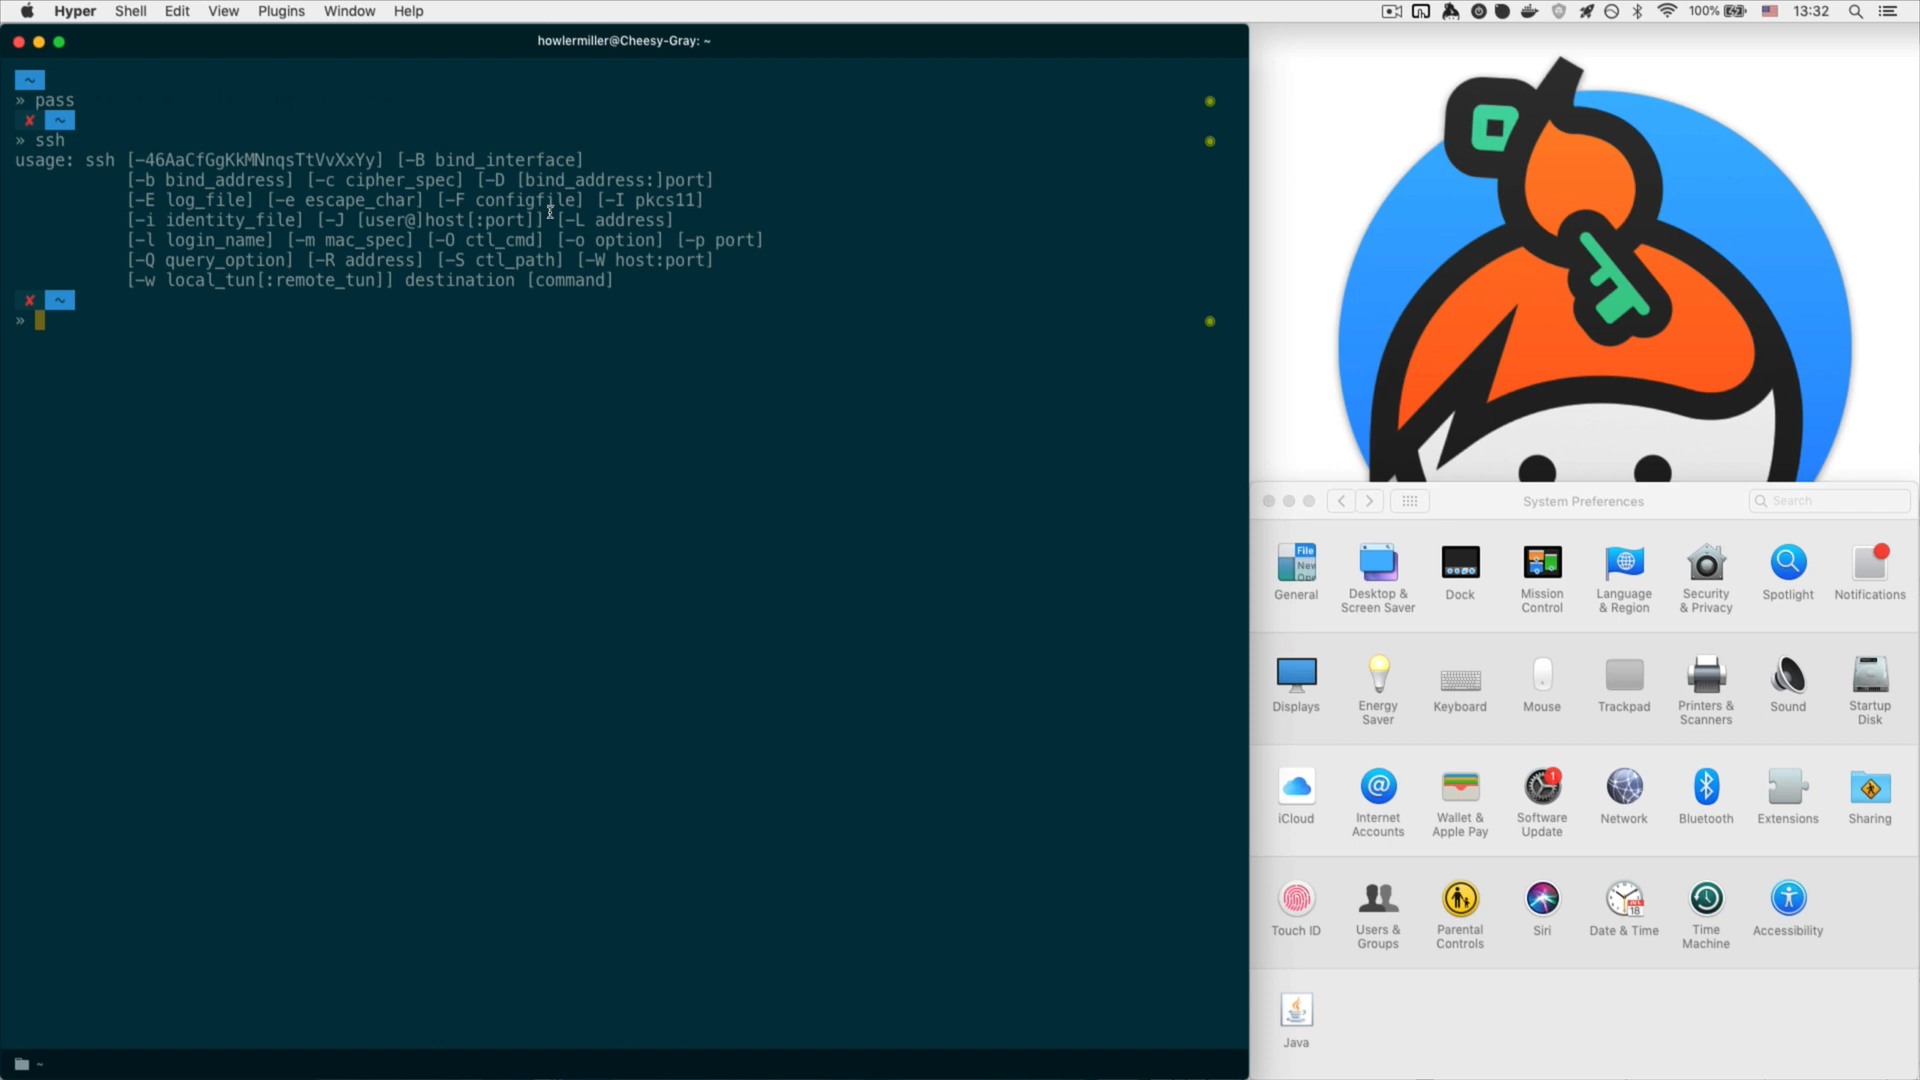 Hyper Shell Edit View Plugins Window Help
100% 13:32
howlermiller@Cheesy-Gray: ~
~
» pass
✘ ~
» ssh
usage: ssh [-46AaCfGgKkMNnqsTtVvXxYy] [-B bind_interface]
[-b bind_address] [-c cipher_spec] [-D [bind_address:]port]
[-E log_file] [-e escape_char] [-F configfile] [-I pkcs11]
[-i identity_file] [-J [user@]host[:port]] [-L address]
[-l login_name] [-m mac_spec] [-O ctl_cmd] [-o option] [-p port]
[-Q query_option] [-R address] [-S ctl_path] [-W host:port]
[-w local_tun[:remote_tun]] destination [command]
✘ ~
»
~
System Preferences
Search
File
New
General
Desktop &
Screen Saver
Dock
Mission
Control
Language
& Region
Security
& Privacy
Spotlight
Notifications
Displays
Energy
Saver
Keyboard
Mouse
Trackpad
Printers &
Scanners
Sound
Startup
Disk
iCloud
@
Internet
Accounts
Wallet &
Apple Pay
1
Software
Update
Network
Bluetooth
Extensions
Sharing
Touch ID
Users &
Groups
Parental
Controls
Siri
18
Date & Time
Time
Machine
Accessibility
Java